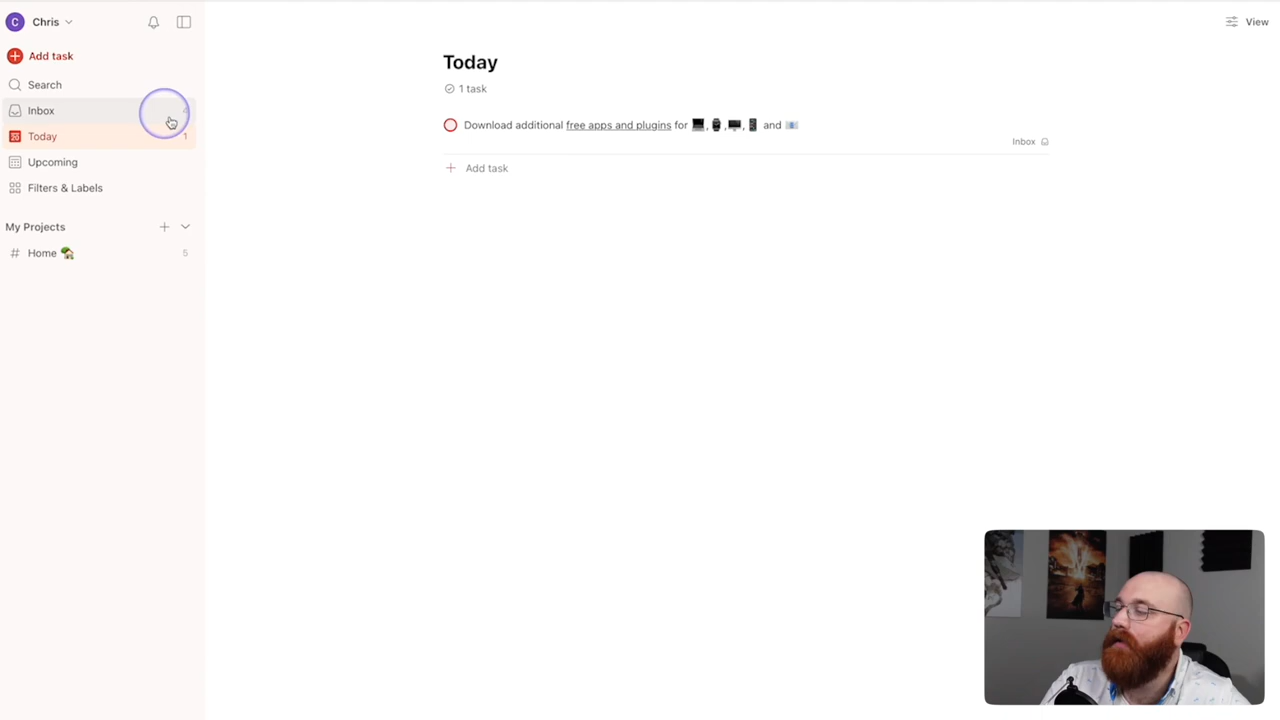 C Chris
Add task
Search
Inbox
Today 1
Upcoming
Filters & Labels
My Projects
# Home 🏡 5
View
Today
1 task
Download additional free apps and plugins for 💻, ⌚, 🖥, 📱 and 📧
Inbox
Add task